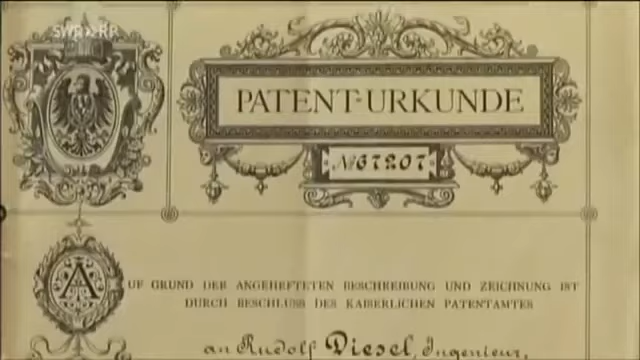 SWR»RP
PATENT-URKUNDE
No 67207
AUF GRUND DER ANGEHEFTETEN BESCHREIBUNG UND ZEICHNUNG IST
DURCH BESCHLUSS DES KAISERLICHEN PATENTAMTES
an Rudolf Diesel, Ingenieur,